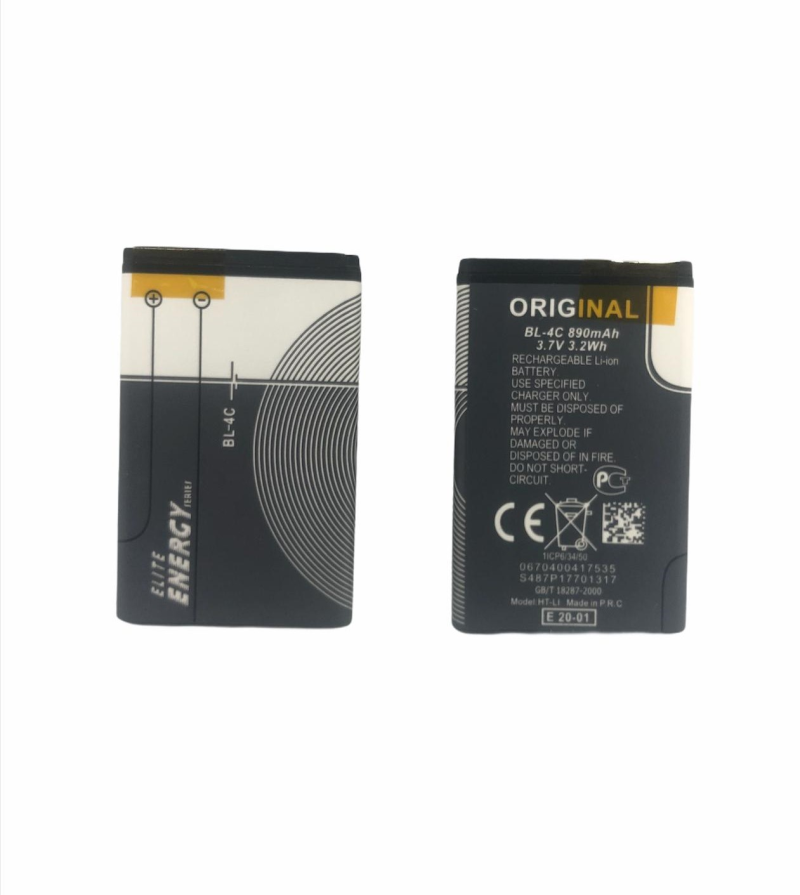 BL-4C
ELITE
ENERGY
SERIES
ORIGINAL
BL-4C 890mAh
3.7V 3.2Wh
RECHARGEABLE Li-ion
BATTERY.
USE SPECIFIED
CHARGER ONLY
MUST BE DISPOSED OF
PROPERLY.
MAY EXPLODE IF
DAMAGED OR
DISPOSED OF IN FIRE.
DO NOT SHORT-
CIRCUIT.
CE
1ICP6/34/50
0670400417535
S487P17701317
GB/T 18287-2000
Model: HT-LI Made in P.R.C
E 20-01